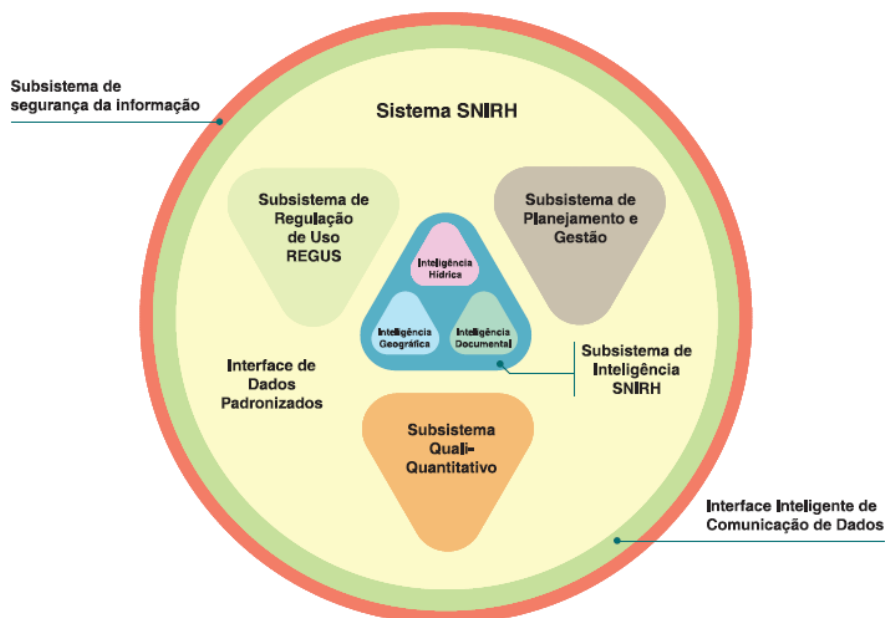 Subsistema de
segurança da informação
Sistema SNIRH
Subsistema de
Regulação
de Uso
REGUS
Subsistema de
Planejamento e
Gestão
Inteligência
Hídrica
Inteligência
Geográfica
Inteligência
Documental
Interface de
Dados
Padronizados
Subsistema de
Inteligência
SNIRH
Subsistema
Quali-
Quantitativo
Interface Inteligente de
Comunicação de Dados